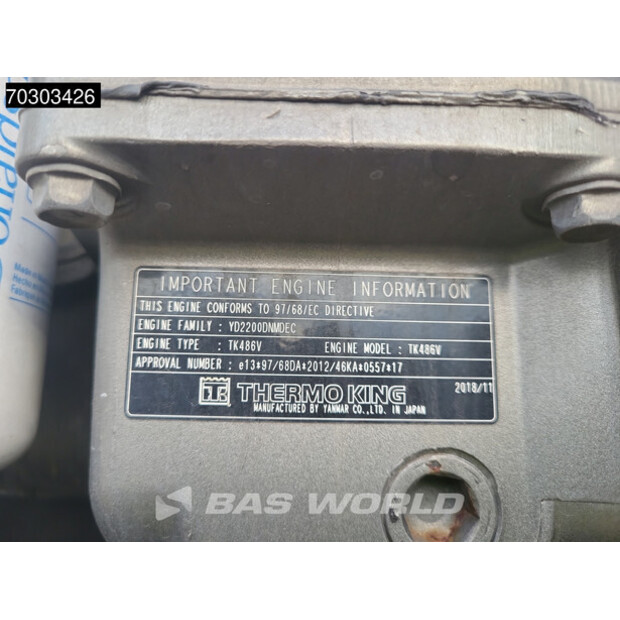 70303426
Donaldson
IMPORTANT ENGINE INFORMATION
THIS ENGINE CONFORMS TO 97/68/EC DIRECTIVE
ENGINE FAMILY : YD2200DNMDEC
ENGINE TYPE : TK486V ENGINE MODEL : TK486V
APPROVAL NUMBER : e13*97/68DA*2012/46KA*0557*17
TK THERMO KING 2018/11
MANUFACTURED BY YANMAR CO.,LTD. IN JAPAN
BAS WORLD